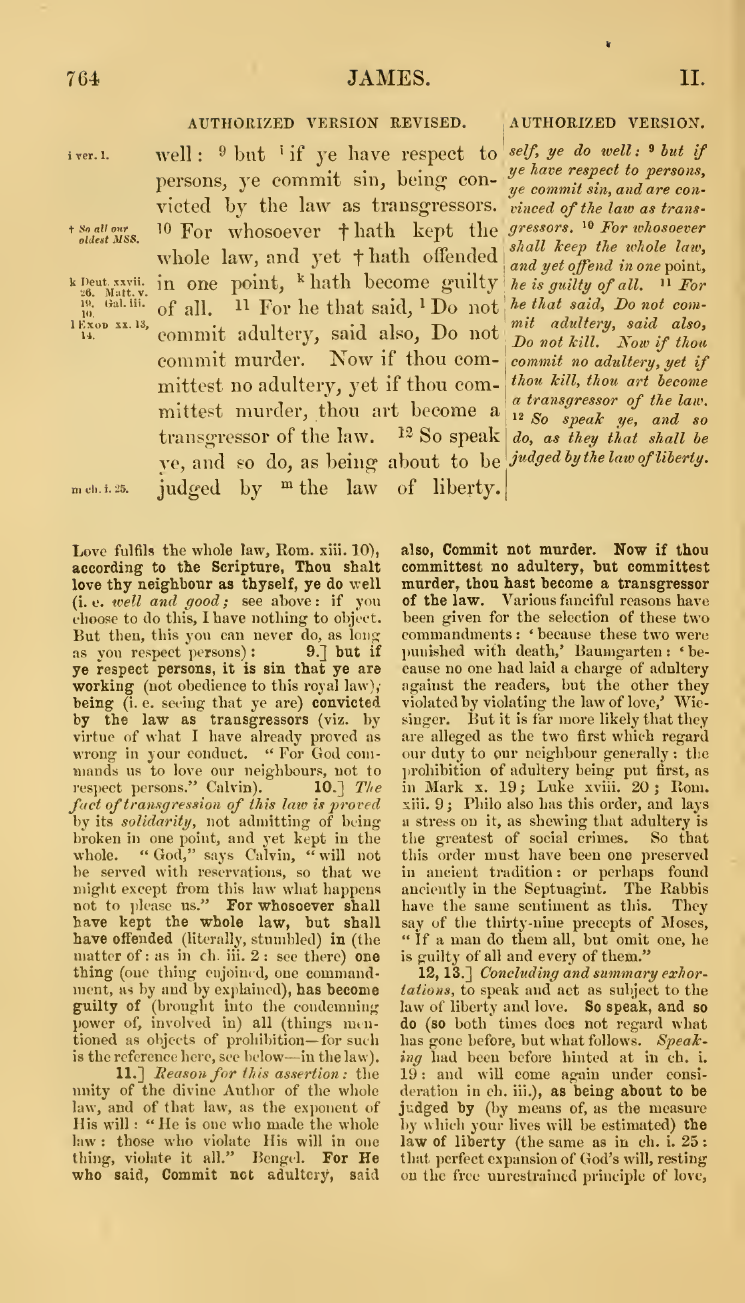 764 JAMES. II.
AUTHORIZED VERSION REVISED.
i ver. 1.
well : 9 but i if ye have respect to
persons, ye commit sin, being con-
victed by the law as transgressors.
† So all our
oldest MSS.
10 For whosoever † hath kept the
whole law, and yet † hath offended
k Deut. xxvii.
26. Matt. v.
19. Gal. iii.
10.
in one point, k hath become guilty
l Exod xx. 13,
14.
of all. 11 For he that said, l Do not
commit adultery, said also, Do not
commit murder. Now if thou com-
mittest no adultery, yet if thou com-
mittest murder, thou art become a
transgressor of the law. 12 So speak
ye, and so do, as being about to be
m ch. i. 25.
judged by m the law of liberty.
AUTHORIZED VERSION.
self, ye do well : 9 but if
ye have respect to persons,
ye commit sin, and are con-
vinced of the law as trans-
gressors. 10 For whosoever
shall keep the whole law,
and yet offend in one point,
he is guilty of all. 11 For
he that said, Do not com-
mit adultery, said also,
Do not kill. Now if thou
commit no adultery, yet if
thou kill, thou art become
a transgressor of the law.
12 So speak ye, and so
do, as they that shall be
judged by the law of liberty.
Love fulfils the whole law, Rom. xiii. 10),
according to the Scripture, Thou shalt
love thy neighbour as thyself, ye do well
(i. e. well and good ; see above : if you
choose to do this, I have nothing to object.
But then, this you can never do, as long
as you respect persons) : 9.] but if
ye respect persons, it is sin that ye are
working (not obedience to this royal law),
being (i. e. seeing that ye are) convicted
by the law as transgressors (viz. by
virtue of what I have already proved as
wrong in your conduct. “ For God com-
mands us to love our neighbours, not to
respect persons.” Calvin). 10.] The
fact of transgression of this law is proved
by its solidarity, not admitting of being
broken in one point, and yet kept in the
whole. “ God,” says Calvin, “ will not
be served with reservations, so that we
might except from this law what happens
not to please us.” For whosoever shall
have kept the whole law, but shall
have offended (literally, stumbled) in (the
matter of : as in ch. iii. 2 : see there) one
thing (one thing enjoined, one command-
ment, as by and by explained), has become
guilty of (brought into the condemning
power of, involved in) all (things men-
tioned as objects of prohibition—for such
is the reference here, see below—in the law).
11.] Reason for this assertion : the
unity of the divine Author of the whole
law, and of that law, as the exponent of
His will : “ He is one who made the whole
law : those who violate His will in one
thing, violate it all.” Bengel. For He
who said, Commit not adultery, said
also, Commit not murder. Now if thou
committest no adultery, but committest
murder, thou hast become a transgressor
of the law. Various fanciful reasons have
been given for the selection of these two
commandments : ‘ because these two were
punished with death,’ Baumgarten : ‘ be-
cause no one had laid a charge of adultery
against the readers, but the other they
violated by violating the law of love,’ Wie-
singer. But it is far more likely that they
are alleged as the two first which regard
our duty to our neighbour generally : the
prohibition of adultery being put first, as
in Mark x. 19 ; Luke xviii. 20 ; Rom.
xiii. 9 ; Philo also has this order, and lays
a stress on it, as shewing that adultery is
the greatest of social crimes. So that
this order must have been one preserved
in ancient tradition : or perhaps found
anciently in the Septuagint. The Rabbis
have the same sentiment as this. They
say of the thirty-nine precepts of Moses,
“ If a man do them all, but omit one, he
is guilty of all and every of them.”
12, 13.] Concluding and summary exhor-
tations, to speak and act as subject to the
law of liberty and love. So speak, and so
do (so both times does not regard what
has gone before, but what follows. Speak-
ing had been before hinted at in ch. i.
19 : and will come again under consi-
deration in ch. iii.), as being about to be
judged by (by means of, as the measure
by which your lives will be estimated) the
law of liberty (the same as in ch. i. 25 :
that perfect expansion of God’s will, resting
on the free unrestrained principle of love,